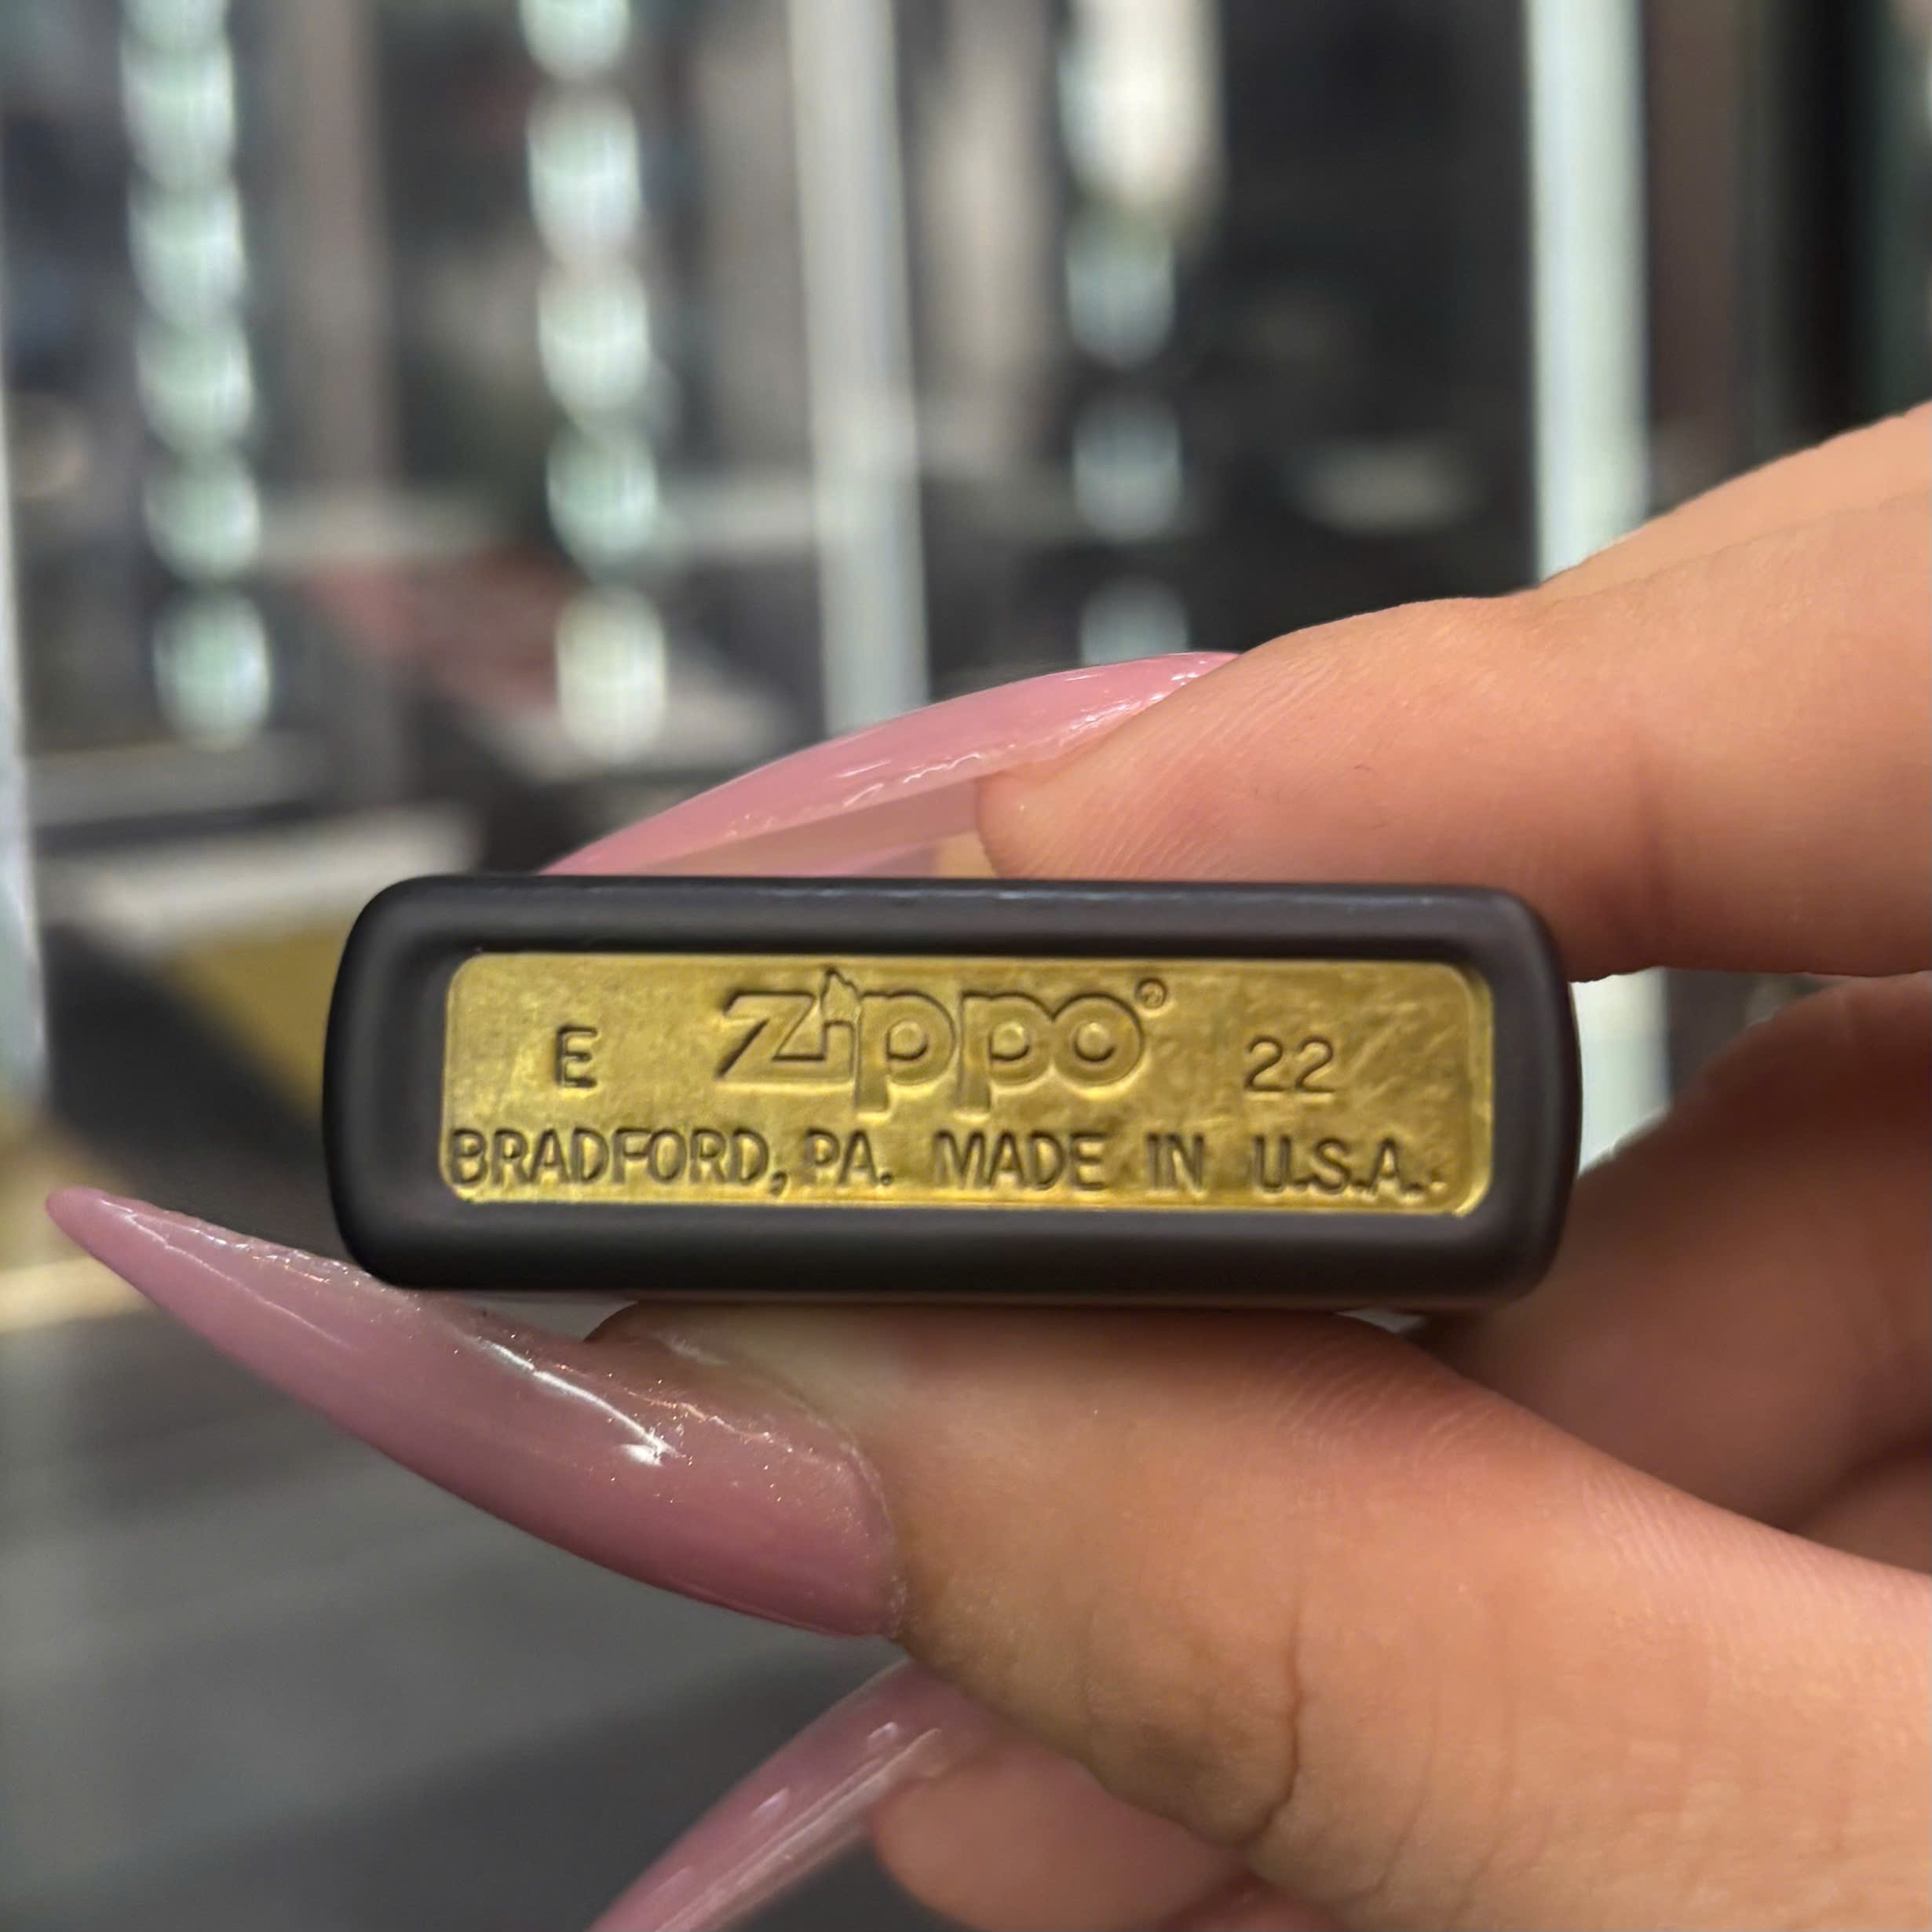 E Zippo® 22
BRADFORD, PA. MADE IN U.S.A..